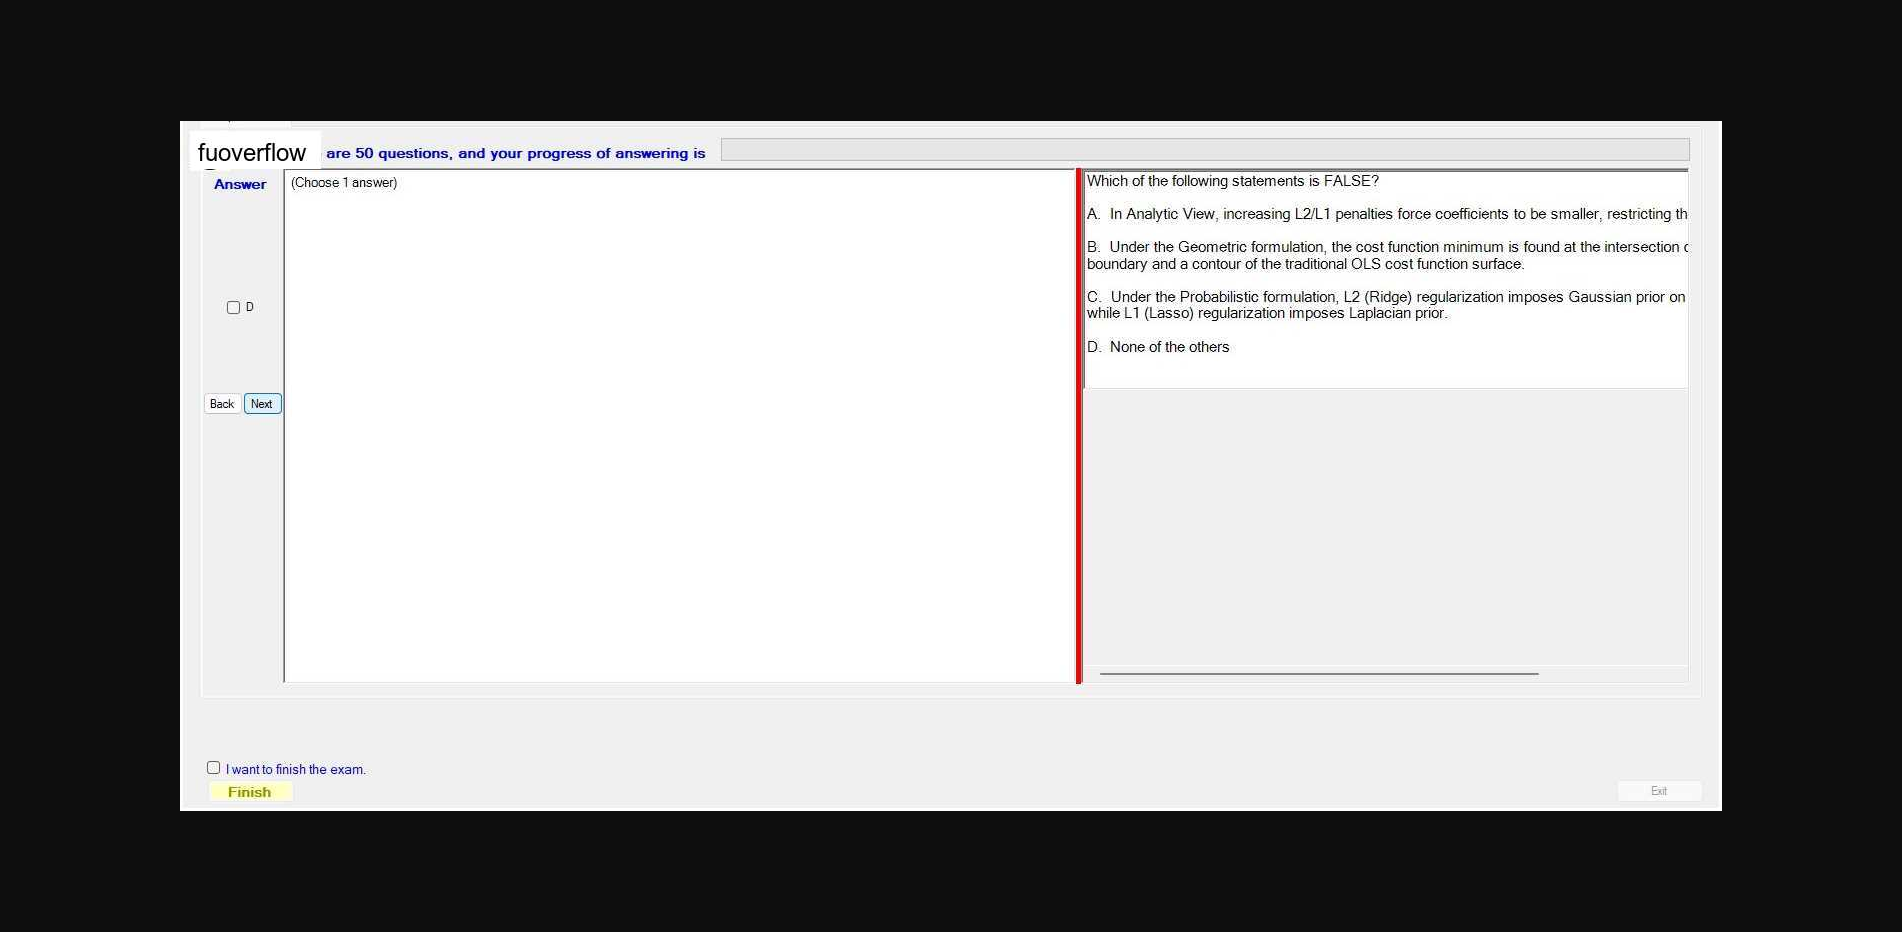 fuoverflow are 50 questions, and your progress of answering is
Answer
(Choose 1 answer)
D
Back Next
Which of the following statements is FALSE?
A. In Analytic View, increasing L2/L1 penalties force coefficients to be smaller, restricting th
B. Under the Geometric formulation, the cost function minimum is found at the intersection
boundary and a contour of the traditional OLS cost function surface.
C. Under the Probabilistic formulation, L2 (Ridge) regularization imposes Gaussian prior on
while L1 (Lasso) regularization imposes Laplacian prior.
D. None of the others
I want to finish the exam.
Finish
Exit